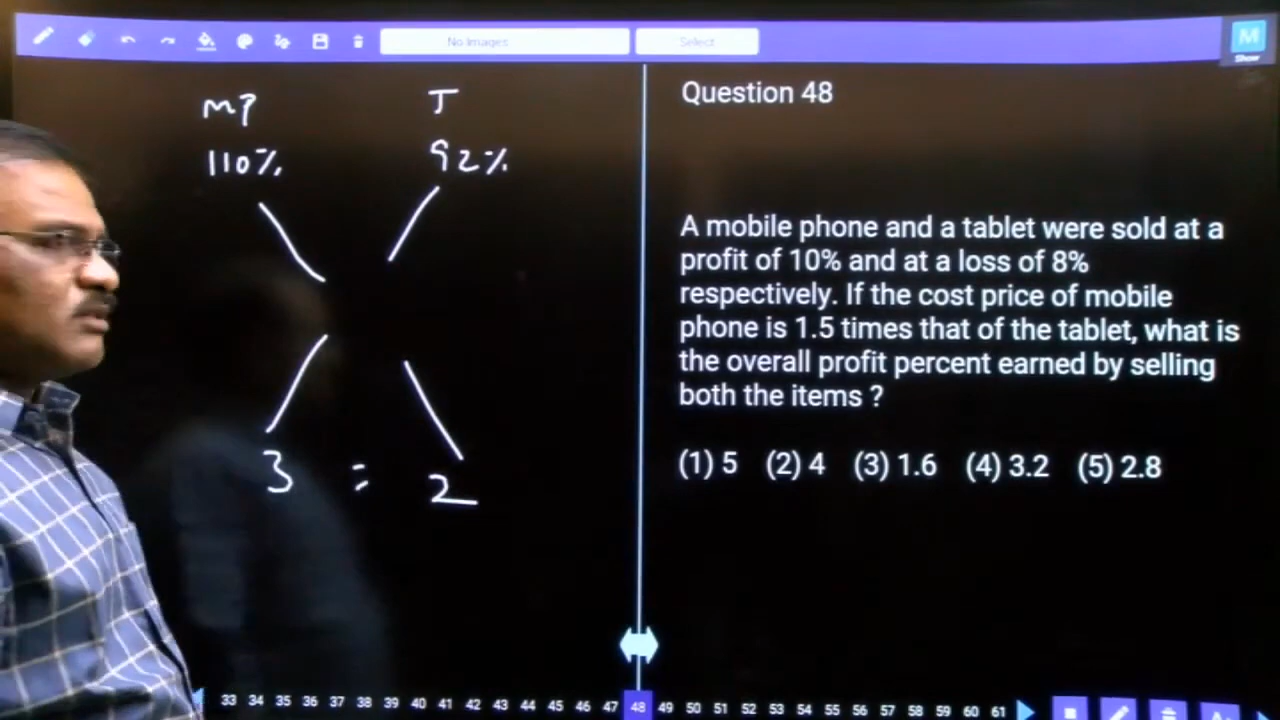 No Images
Select
M
Show
MP T
110% 92%
3 : 2
Question 48
A mobile phone and a tablet were sold at a
profit of 10% and at a loss of 8%
respectively. If the cost price of mobile
phone is 1.5 times that of the tablet, what is
the overall profit percent earned by selling
both the items ?
(1) 5 (2) 4 (3) 1.6 (4) 3.2 (5) 2.8
33 34 35 36 37 38 39 40 41 42 43 44 45 46 47 48 49 50 51 52 53 54 55 56 57 58 59 60 61